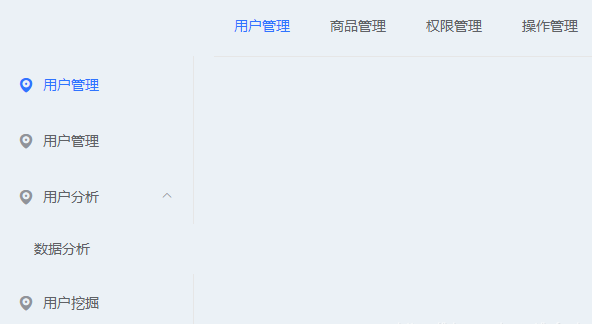 用户管理 商品管理 权限管理 操作管理
用户管理
用户管理
用户分析
数据分析
用户挖掘